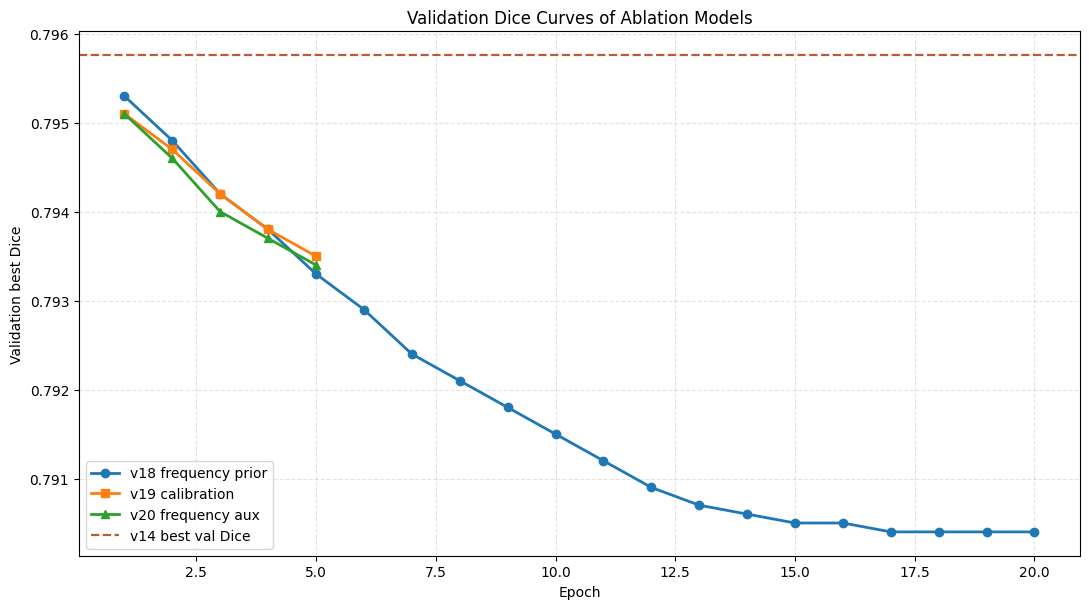 Validation Dice Curves of Ablation Models
Validation best Dice
0.796
0.795
0.794
0.793
0.792
0.791
v18 frequency prior
v19 calibration
v20 frequency aux
v14 best val Dice
2.5 5.0 7.5 10.0 12.5 15.0 17.5 20.0
Epoch